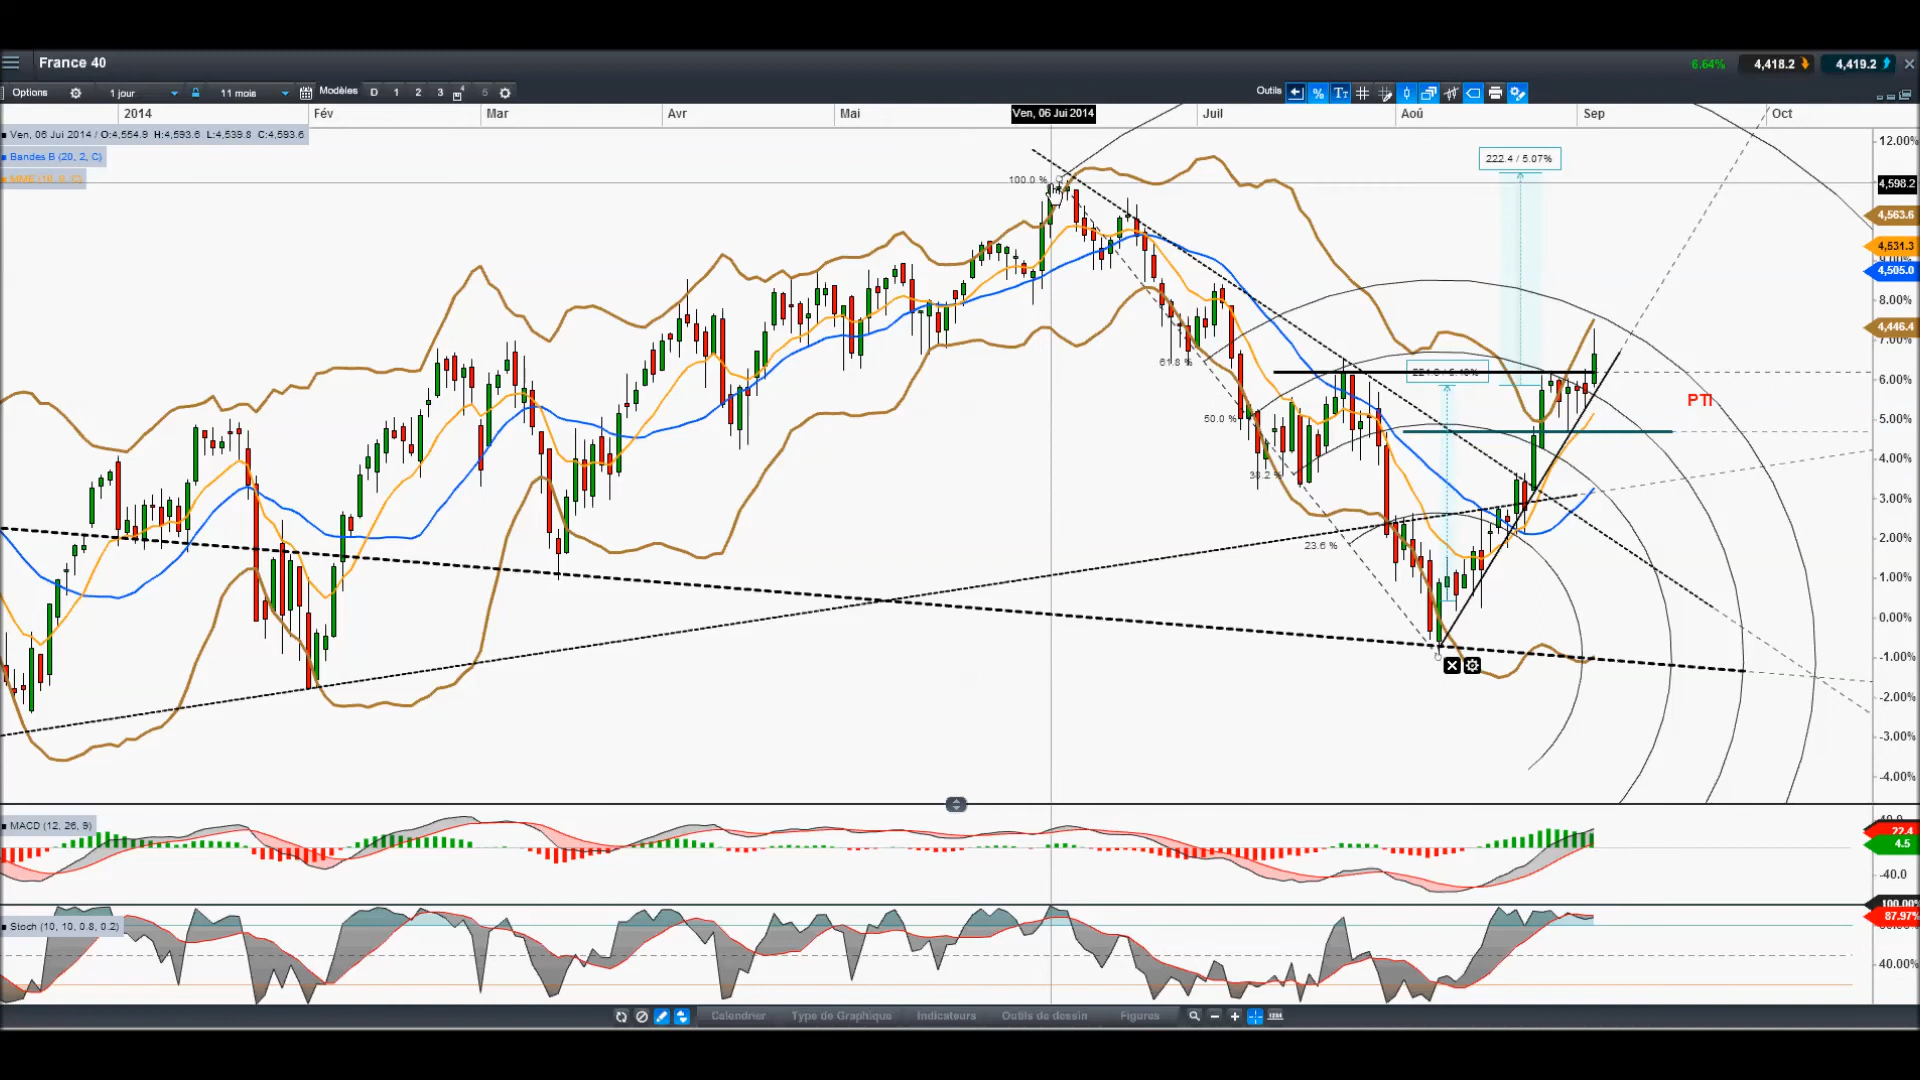 France 40
6.64%
4,418.2
4,419.2
Options
1 jour
11 mois
Modèles
D 1 2 3 4 5
Outils
2014 Fév Mar Avr Mai Ven, 06 Jui 2014 Juil Aoû Sep Oct
Ven, 06 Jui 2014 / O:4,554.9 H:4,593.6 L:4,539.8 C:4,593.6
Bandes B (20, 2, C)
222.4 / 5.07%
100.0 %
61.8 %
50.0 %
38.2 %
23.6 %
PTI
12.00%
4,598.2
4,563.6
4,531.3
4,505.0
8.00%
4,446.4
7.00%
6.00%
5.00%
4.00%
3.00%
2.00%
1.00%
0.00%
-1.00%
-2.00%
-3.00%
-4.00%
MACD (12, 26, 9)
22.4
4.5
-40.0
Stoch (10, 10, 0.8, 0.2)
100.00%
87.97%
40.00%
Calendrier Type de Graphique Indicateurs Outils de dessin Figures